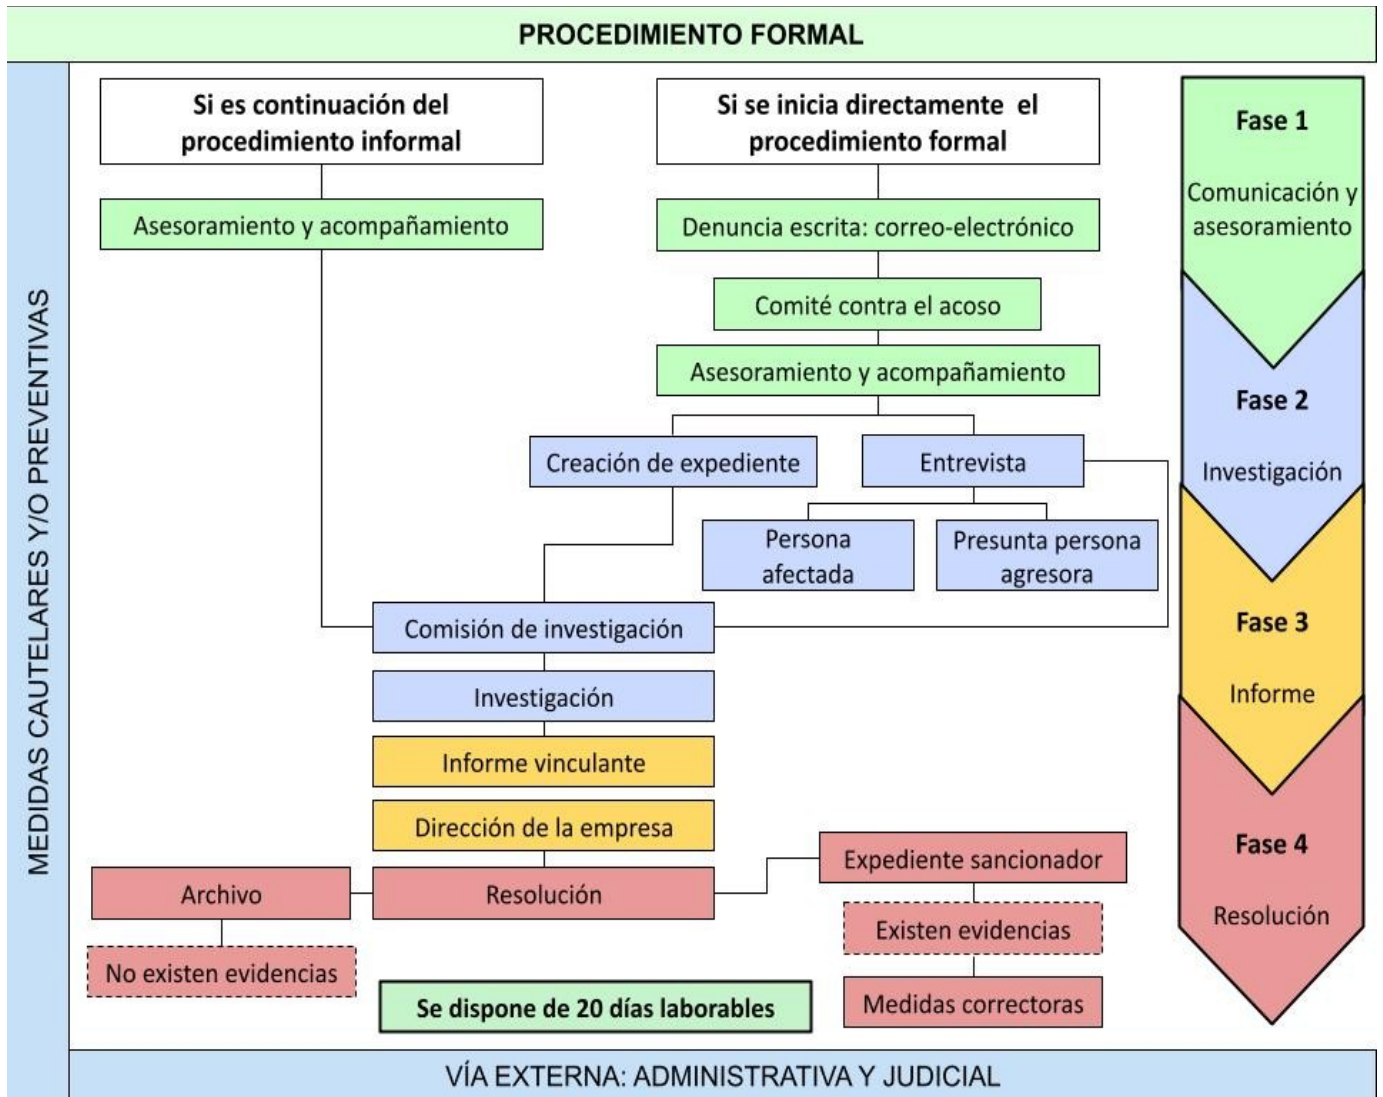 PROCEDIMIENTO FORMAL
MEDIDAS CAUTELARES Y/O PREVENTIVAS
Si es continuación del
procedimiento informal
Asesoramiento y acompañamiento
Si se inicia directamente el
procedimiento formal
Denuncia escrita: correo-electrónico
Comité contra el acoso
Asesoramiento y acompañamiento
Creación de expediente
Entrevista
Persona
afectada
Presunta persona
agresora
Comisión de investigación
Investigación
Informe vinculante
Dirección de la empresa
Resolución
Archivo
No existen evidencias
Expediente sancionador
Existen evidencias
Medidas correctoras
Se dispone de 20 días laborables
Fase 1
Comunicación y
asesoramiento
Fase 2
Investigación
Fase 3
Informe
Fase 4
Resolución
VÍA EXTERNA: ADMINISTRATIVA Y JUDICIAL